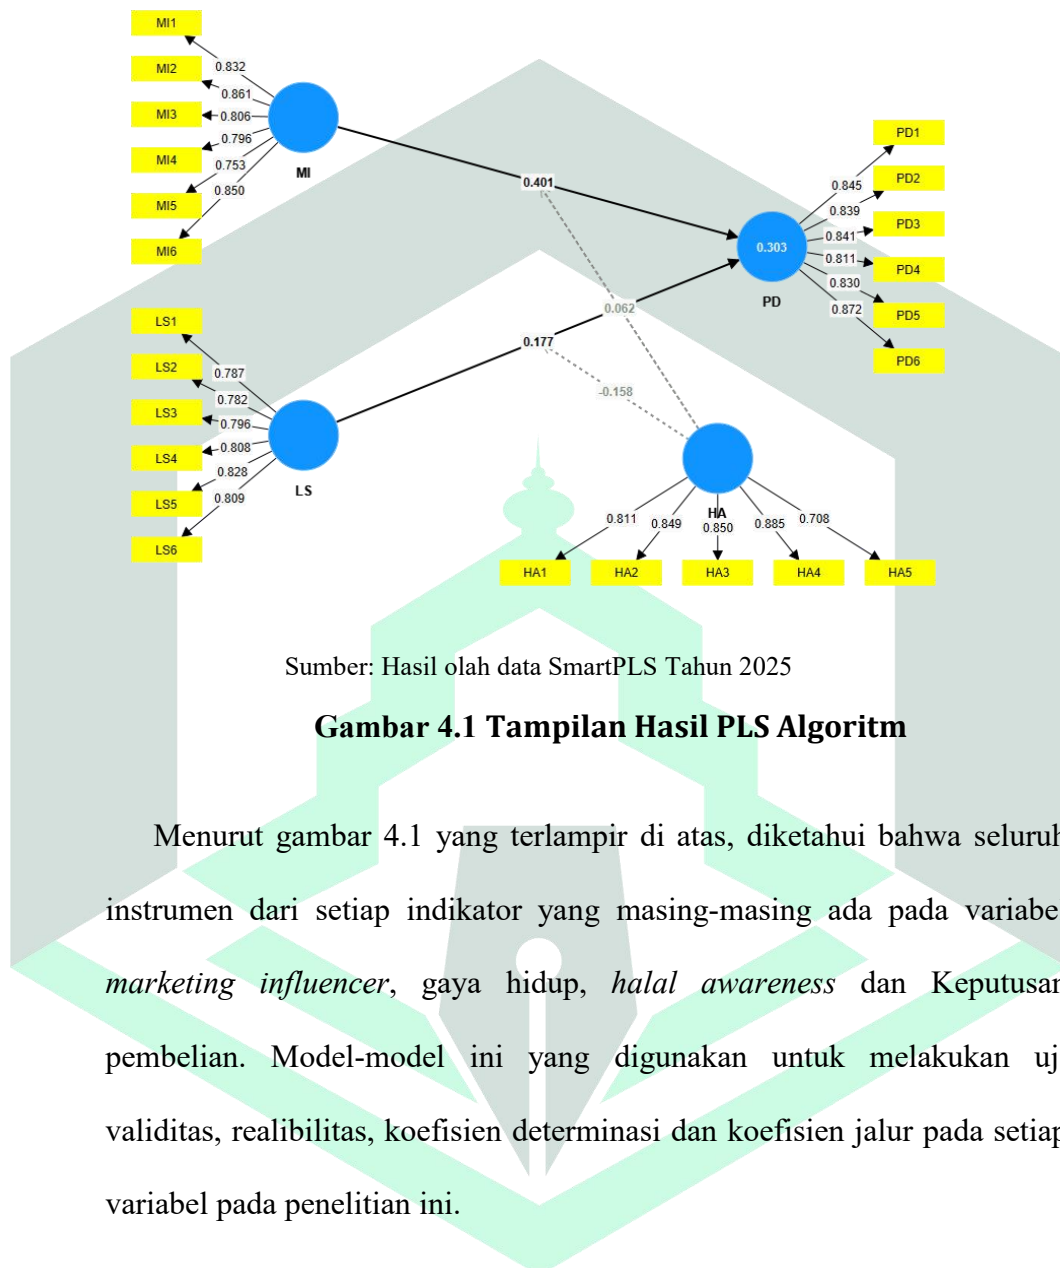 MI1
MI2
MI3
MI4
MI5
MI6
0.832
0.861
0.806
0.796
0.753
0.850
MI
LS1
LS2
LS3
LS4
LS5
LS6
0.787
0.782
0.796
0.808
0.828
0.809
LS
0.401
0.062
0.177
-0.158
0.303
PD
0.845
0.839
0.841
0.811
0.830
0.872
PD1
PD2
PD3
PD4
PD5
PD6
HA
0.811
0.849
0.850
0.885
0.708
HA1
HA2
HA3
HA4
HA5
Sumber: Hasil olah data SmartPLS Tahun 2025
Gambar 4.1 Tampilan Hasil PLS Algoritm
Menurut gambar 4.1 yang terlampir di atas, diketahui bahwa seluruh
instrumen dari setiap indikator yang masing-masing ada pada variabe
marketing influencer, gaya hidup, halal awareness dan Keputusan
pembelian. Model-model ini yang digunakan untuk melakukan uj
validitas, realibilitas, koefisien determinasi dan koefisien jalur pada setiap
variabel pada penelitian ini.